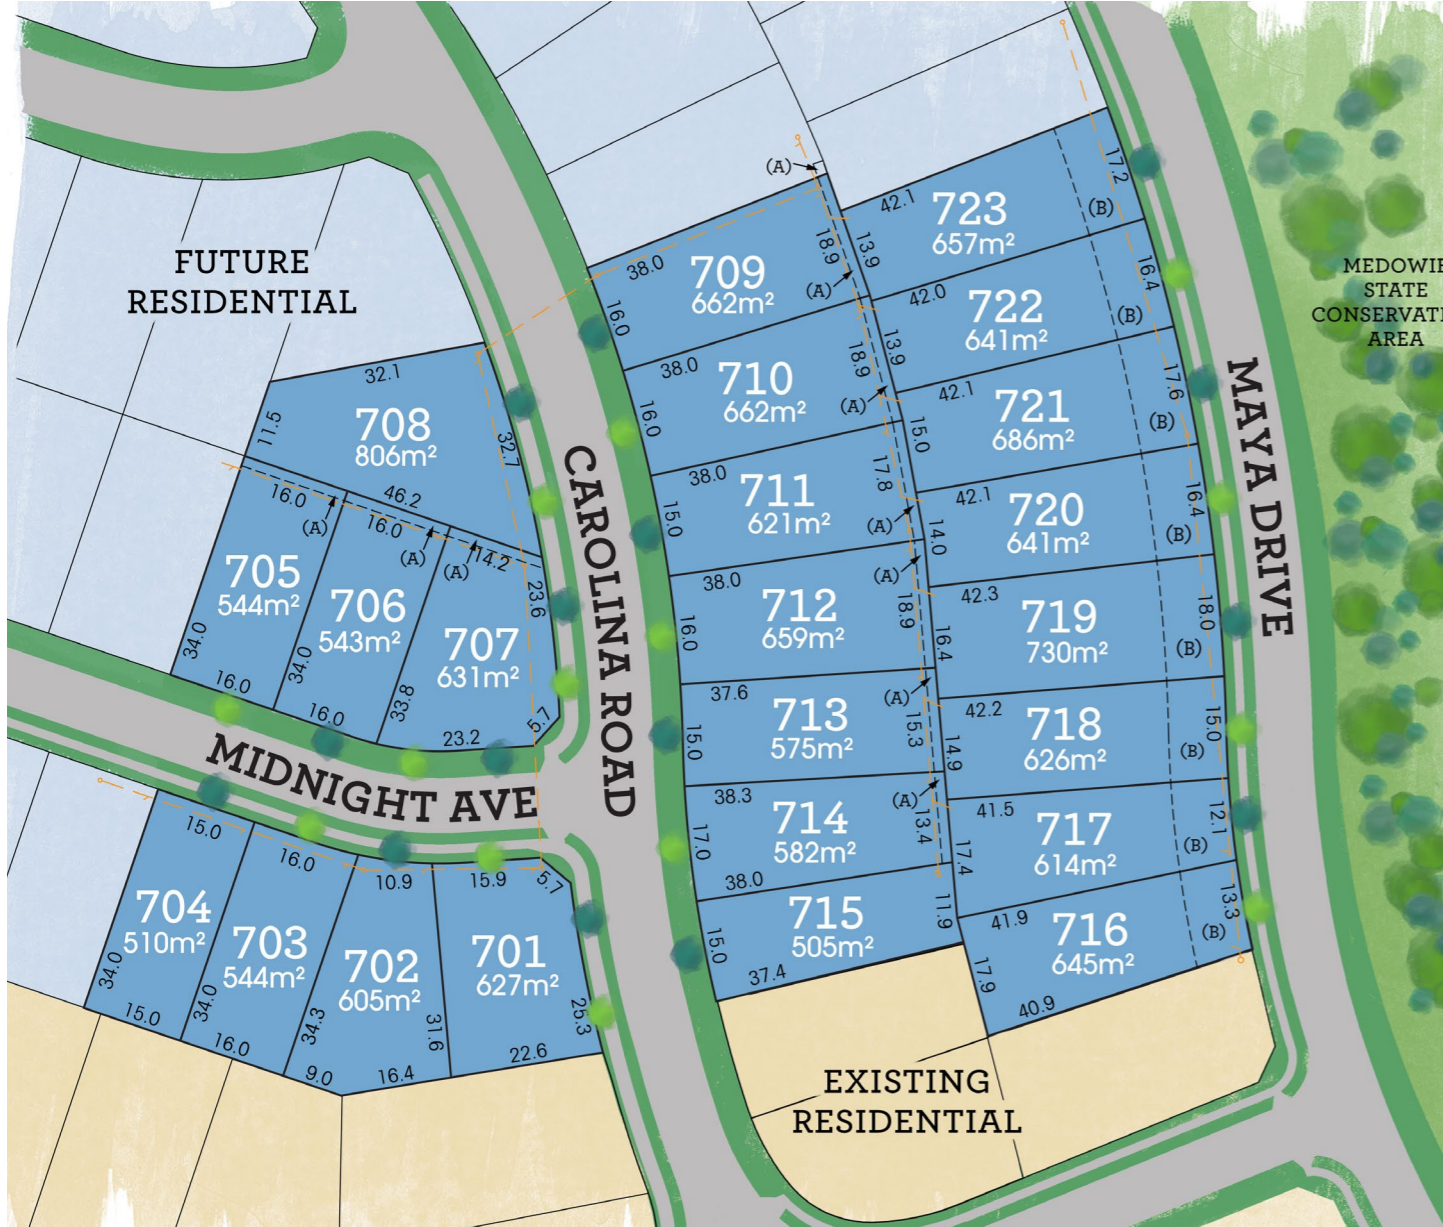 FUTURE
RESIDENTIAL
MEDOWIE
STATE
CONSERVATI
AREA
CAROLINA ROAD
MAYA DRIVE
MIDNIGHT AVE
EXISTING
RESIDENTIAL
708
806m²
32.1
11.5
32.7
46.2
705
544m²
16.0
(A)
34.0
16.0
706
543m²
16.0
(A)
34.0
16.0
707
631m²
14.2
(A)
23.6
33.8
5.7
23.2
704
510m²
15.0
34.0
15.0
703
544m²
16.0
34.0
16.0
702
605m²
10.9
34.3
9.0
16.4
701
627m²
15.9
5.7
31.6
25.3
22.6
(A)
709
662m²
38.0
16.0
18.9
(A)
710
662m²
38.0
16.0
18.9
(A)
711
621m²
38.0
15.0
17.8
(A)
712
659m²
38.0
16.0
18.9
(A)
713
575m²
37.6
15.0
15.3
(A)
714
582m²
38.3
17.0
13.4
(A)
715
505m²
38.0
15.0
11.9
37.4
723
657m²
42.1
13.9
17.2
(B)
722
641m²
42.0
13.9
16.4
(B)
721
686m²
42.1
15.0
17.6
(B)
720
641m²
42.1
14.0
16.4
(B)
719
730m²
42.3
16.4
18.0
(B)
718
626m²
42.2
14.9
15.0
(B)
717
614m²
41.5
17.4
12.1
(B)
716
645m²
41.9
17.9
13.3
(B)
40.9